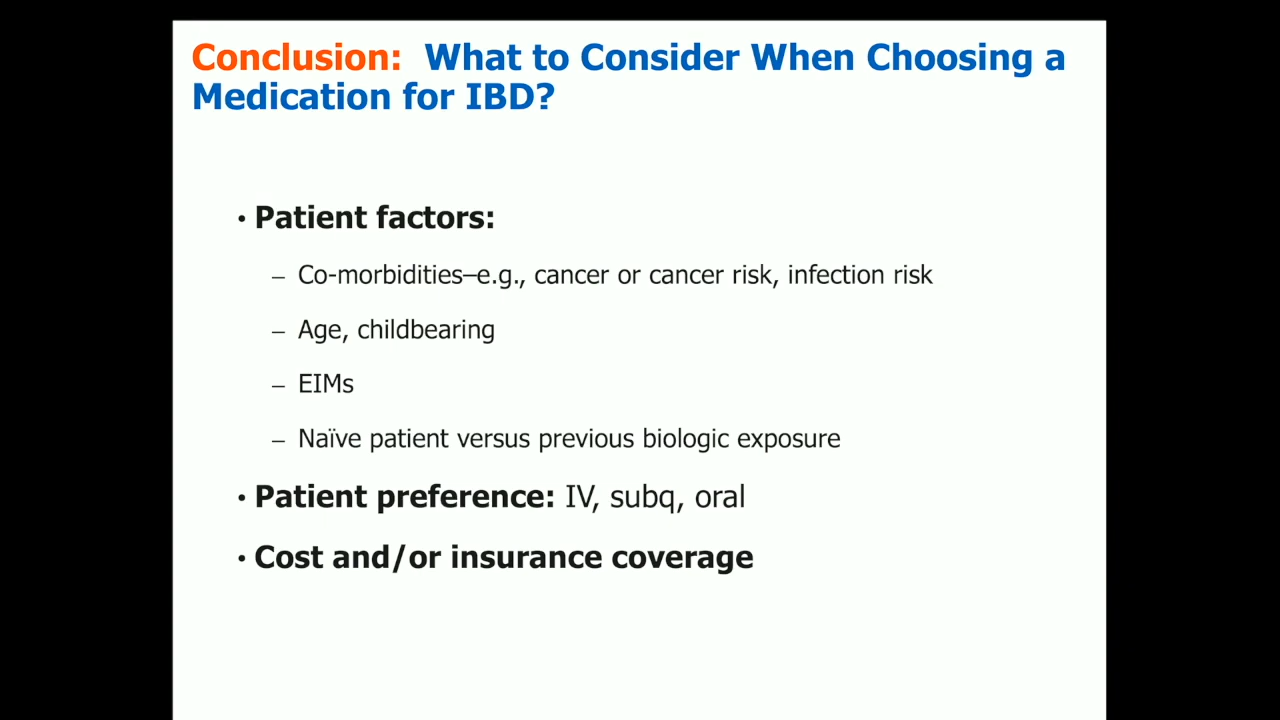 Conclusion: What to Consider When Choosing a
Medication for IBD?
• Patient factors:
– Co-morbidities–e.g., cancer or cancer risk, infection risk
– Age, childbearing
– EIMs
– Naïve patient versus previous biologic exposure
• Patient preference: IV, subq, oral
• Cost and/or insurance coverage